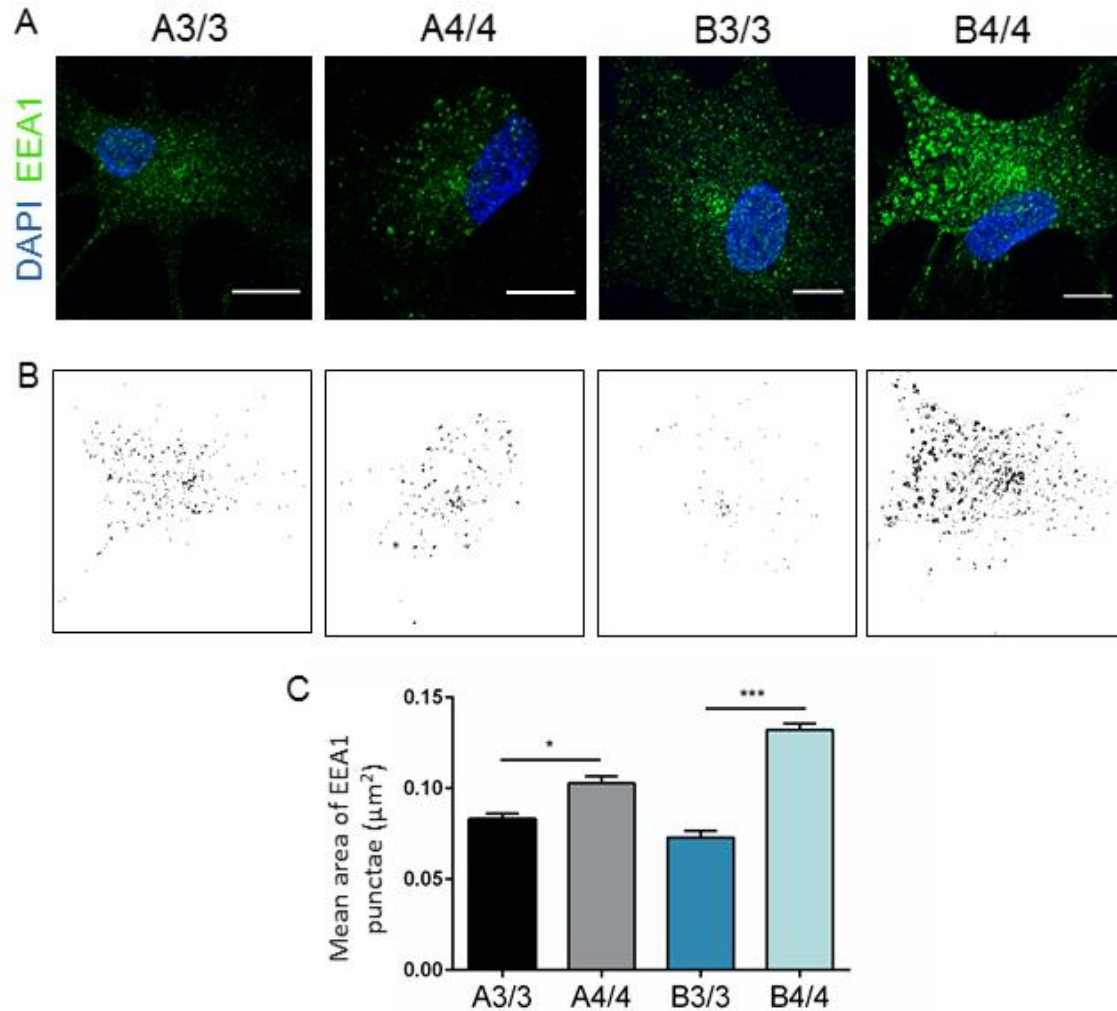 A
A3/3 A4/4 B3/3 B4/4
DAPI EEA1
B
C
Mean area of EEA1
punctae (µm²)
0.15
0.10
0.05
0.00
*
***
A3/3 A4/4 B3/3 B4/4